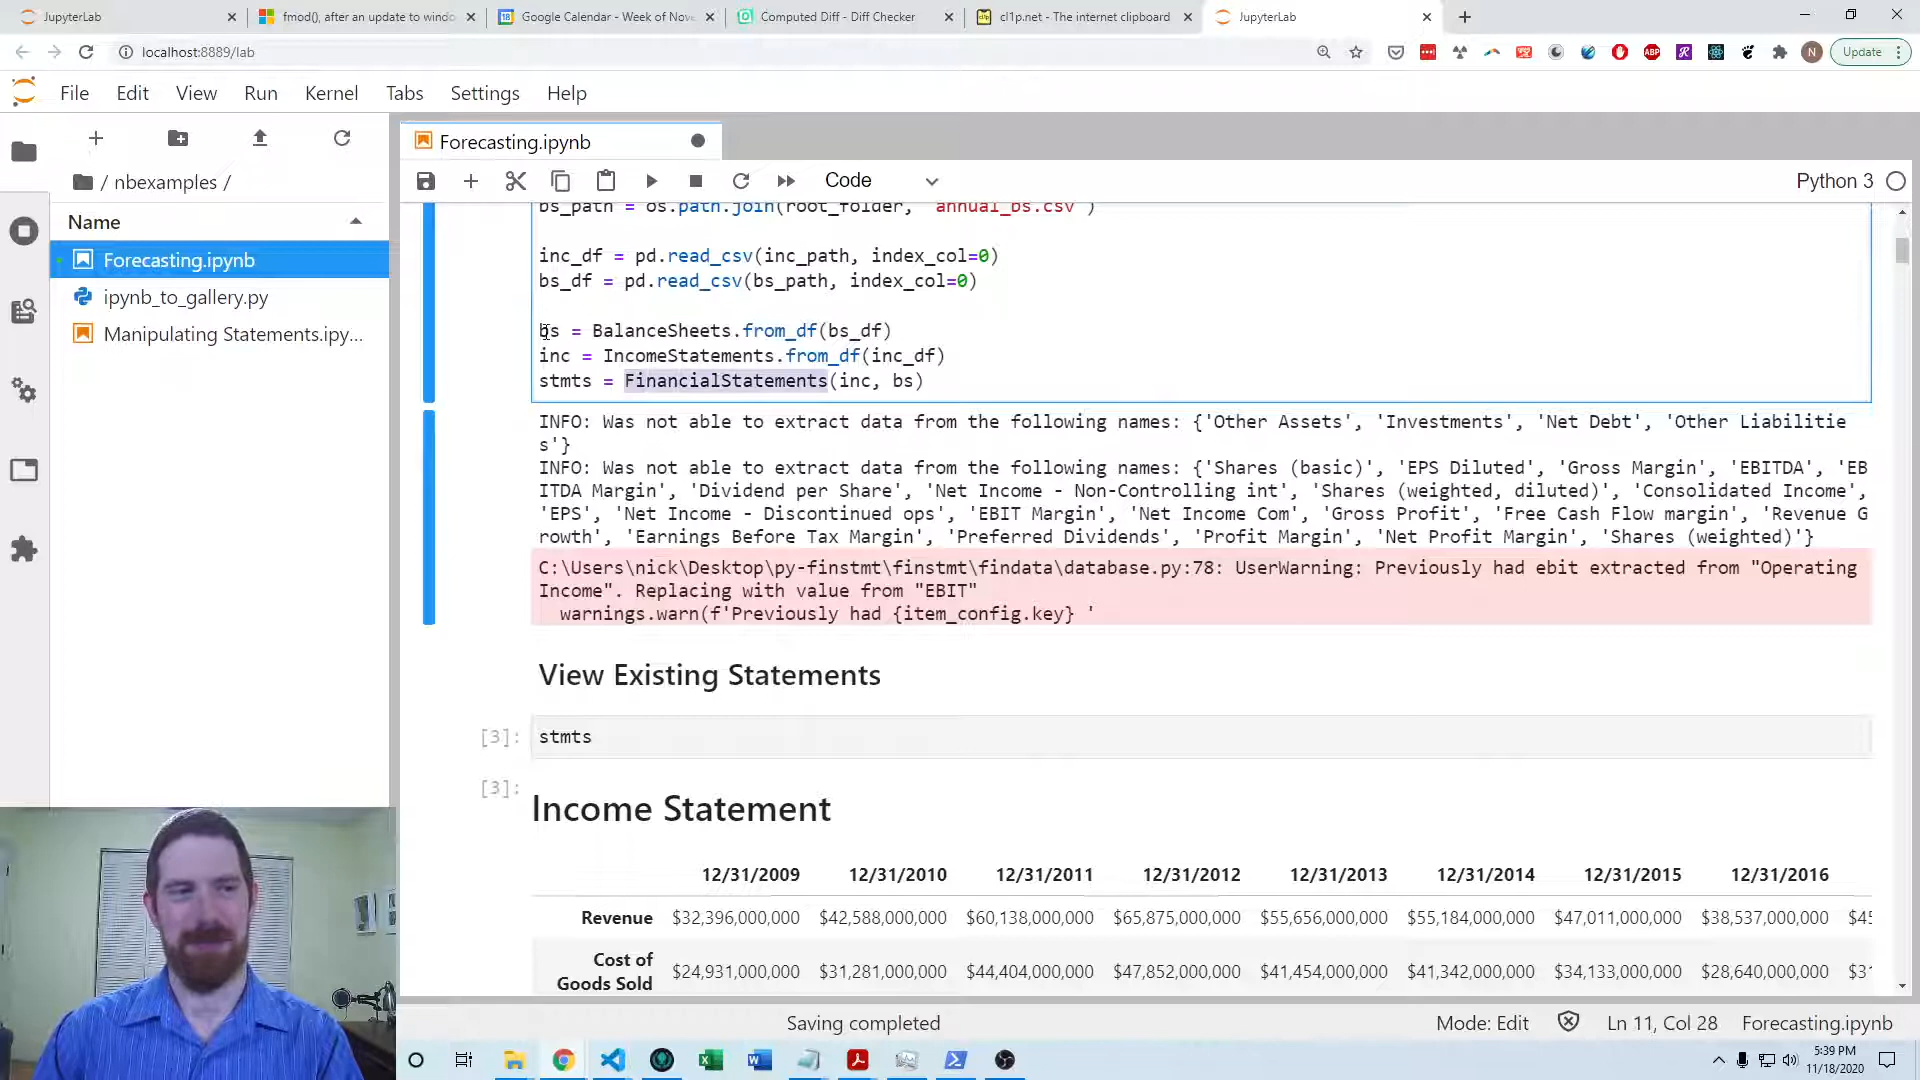 JupyterLab
fmod(), after an update to windo
Google Calendar - Week of Nov
Computed Diff - Diff Checker
cl1p.net - The internet clipboard
JupyterLab
localhost:8889/lab
ABP
N
Update
File Edit View Run Kernel Tabs Settings Help
Forecasting.ipynb
/ nbexamples /
Code
Python 3
Name
Forecasting.ipynb
ipynb_to_gallery.py
Manipulating Statements.ipy...
bs_path = os.path.join(root_folder, 'annual_bs.csv')
inc_df = pd.read_csv(inc_path, index_col=0)
bs_df = pd.read_csv(bs_path, index_col=0)
bs = BalanceSheets.from_df(bs_df)
inc = IncomeStatements.from_df(inc_df)
stmts = FinancialStatements(inc, bs)
INFO: Was not able to extract data from the following names: {'Other Assets', 'Investments', 'Net Debt', 'Other Liabilitie
s'}
INFO: Was not able to extract data from the following names: {'Shares (basic)', 'EPS Diluted', 'Gross Margin', 'EBITDA', 'EB
ITDA Margin', 'Dividend per Share', 'Net Income - Non-Controlling int', 'Shares (weighted, diluted)', 'Consolidated Income',
'EPS', 'Net Income - Discontinued ops', 'EBIT Margin', 'Net Income Com', 'Gross Profit', 'Free Cash Flow margin', 'Revenue G
rowth', 'Earnings Before Tax Margin', 'Preferred Dividends', 'Profit Margin', 'Net Profit Margin', 'Shares (weighted)'}
C:\Users\nick\Desktop\py-finstmt\finstmt\findata\database.py:78: UserWarning: Previously had ebit extracted from "Operating
Income". Replacing with value from "EBIT"
warnings.warn(f'Previously had {item_config.key} '
View Existing Statements
[3]: stmts
[3]:
Income Statement
12/31/2009 12/31/2010 12/31/2011 12/31/2012 12/31/2013 12/31/2014 12/31/2015 12/31/2016
Revenue $32,396,000,000 $42,588,000,000 $60,138,000,000 $65,875,000,000 $55,656,000,000 $55,184,000,000 $47,011,000,000 $38,537,000,000 $45
Cost of
Goods Sold $24,931,000,000 $31,281,000,000 $44,404,000,000 $47,852,000,000 $41,454,000,000 $41,342,000,000 $34,133,000,000 $28,640,000,000 $31
Saving completed
Mode: Edit
Ln 11, Col 28
Forecasting.ipynb
5:39 PM
11/18/2020